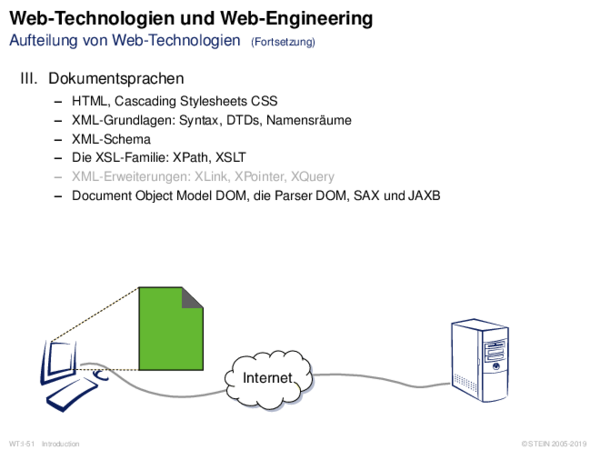 Web-Technologien und Web-Engineering
Aufteilung von Web-Technologien (Fortsetzung)
III. Dokumentsprachen
– HTML, Cascading Stylesheets CSS
– XML-Grundlagen: Syntax, DTDs, Namensräume
– XML-Schema
– Die XSL-Familie: XPath, XSLT
– XML-Erweiterungen: XLink, XPointer, XQuery
– Document Object Model DOM, die Parser DOM, SAX und JAXB
Internet
WT:I-51 Introduction © STEIN 2005-2019